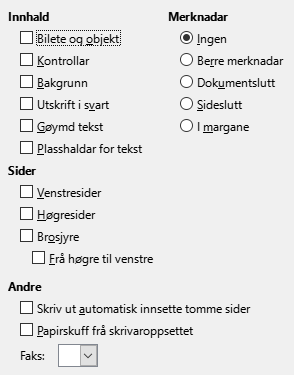 Innhald
Bilete og objekt
Kontrollar
Bakgrunn
Utskrift i svart
Gøymd tekst
Plasshaldar for tekst
Merknadar
Ingen
Berre merknadar
Dokumentslutt
Sideslutt
I margane
Sider
Venstresider
Høgresider
Brosjyre
Frå høgre til venstre
Andre
Skriv ut automatisk innsette tomme sider
Papirskuff frå skrivaroppsettet
Faks: